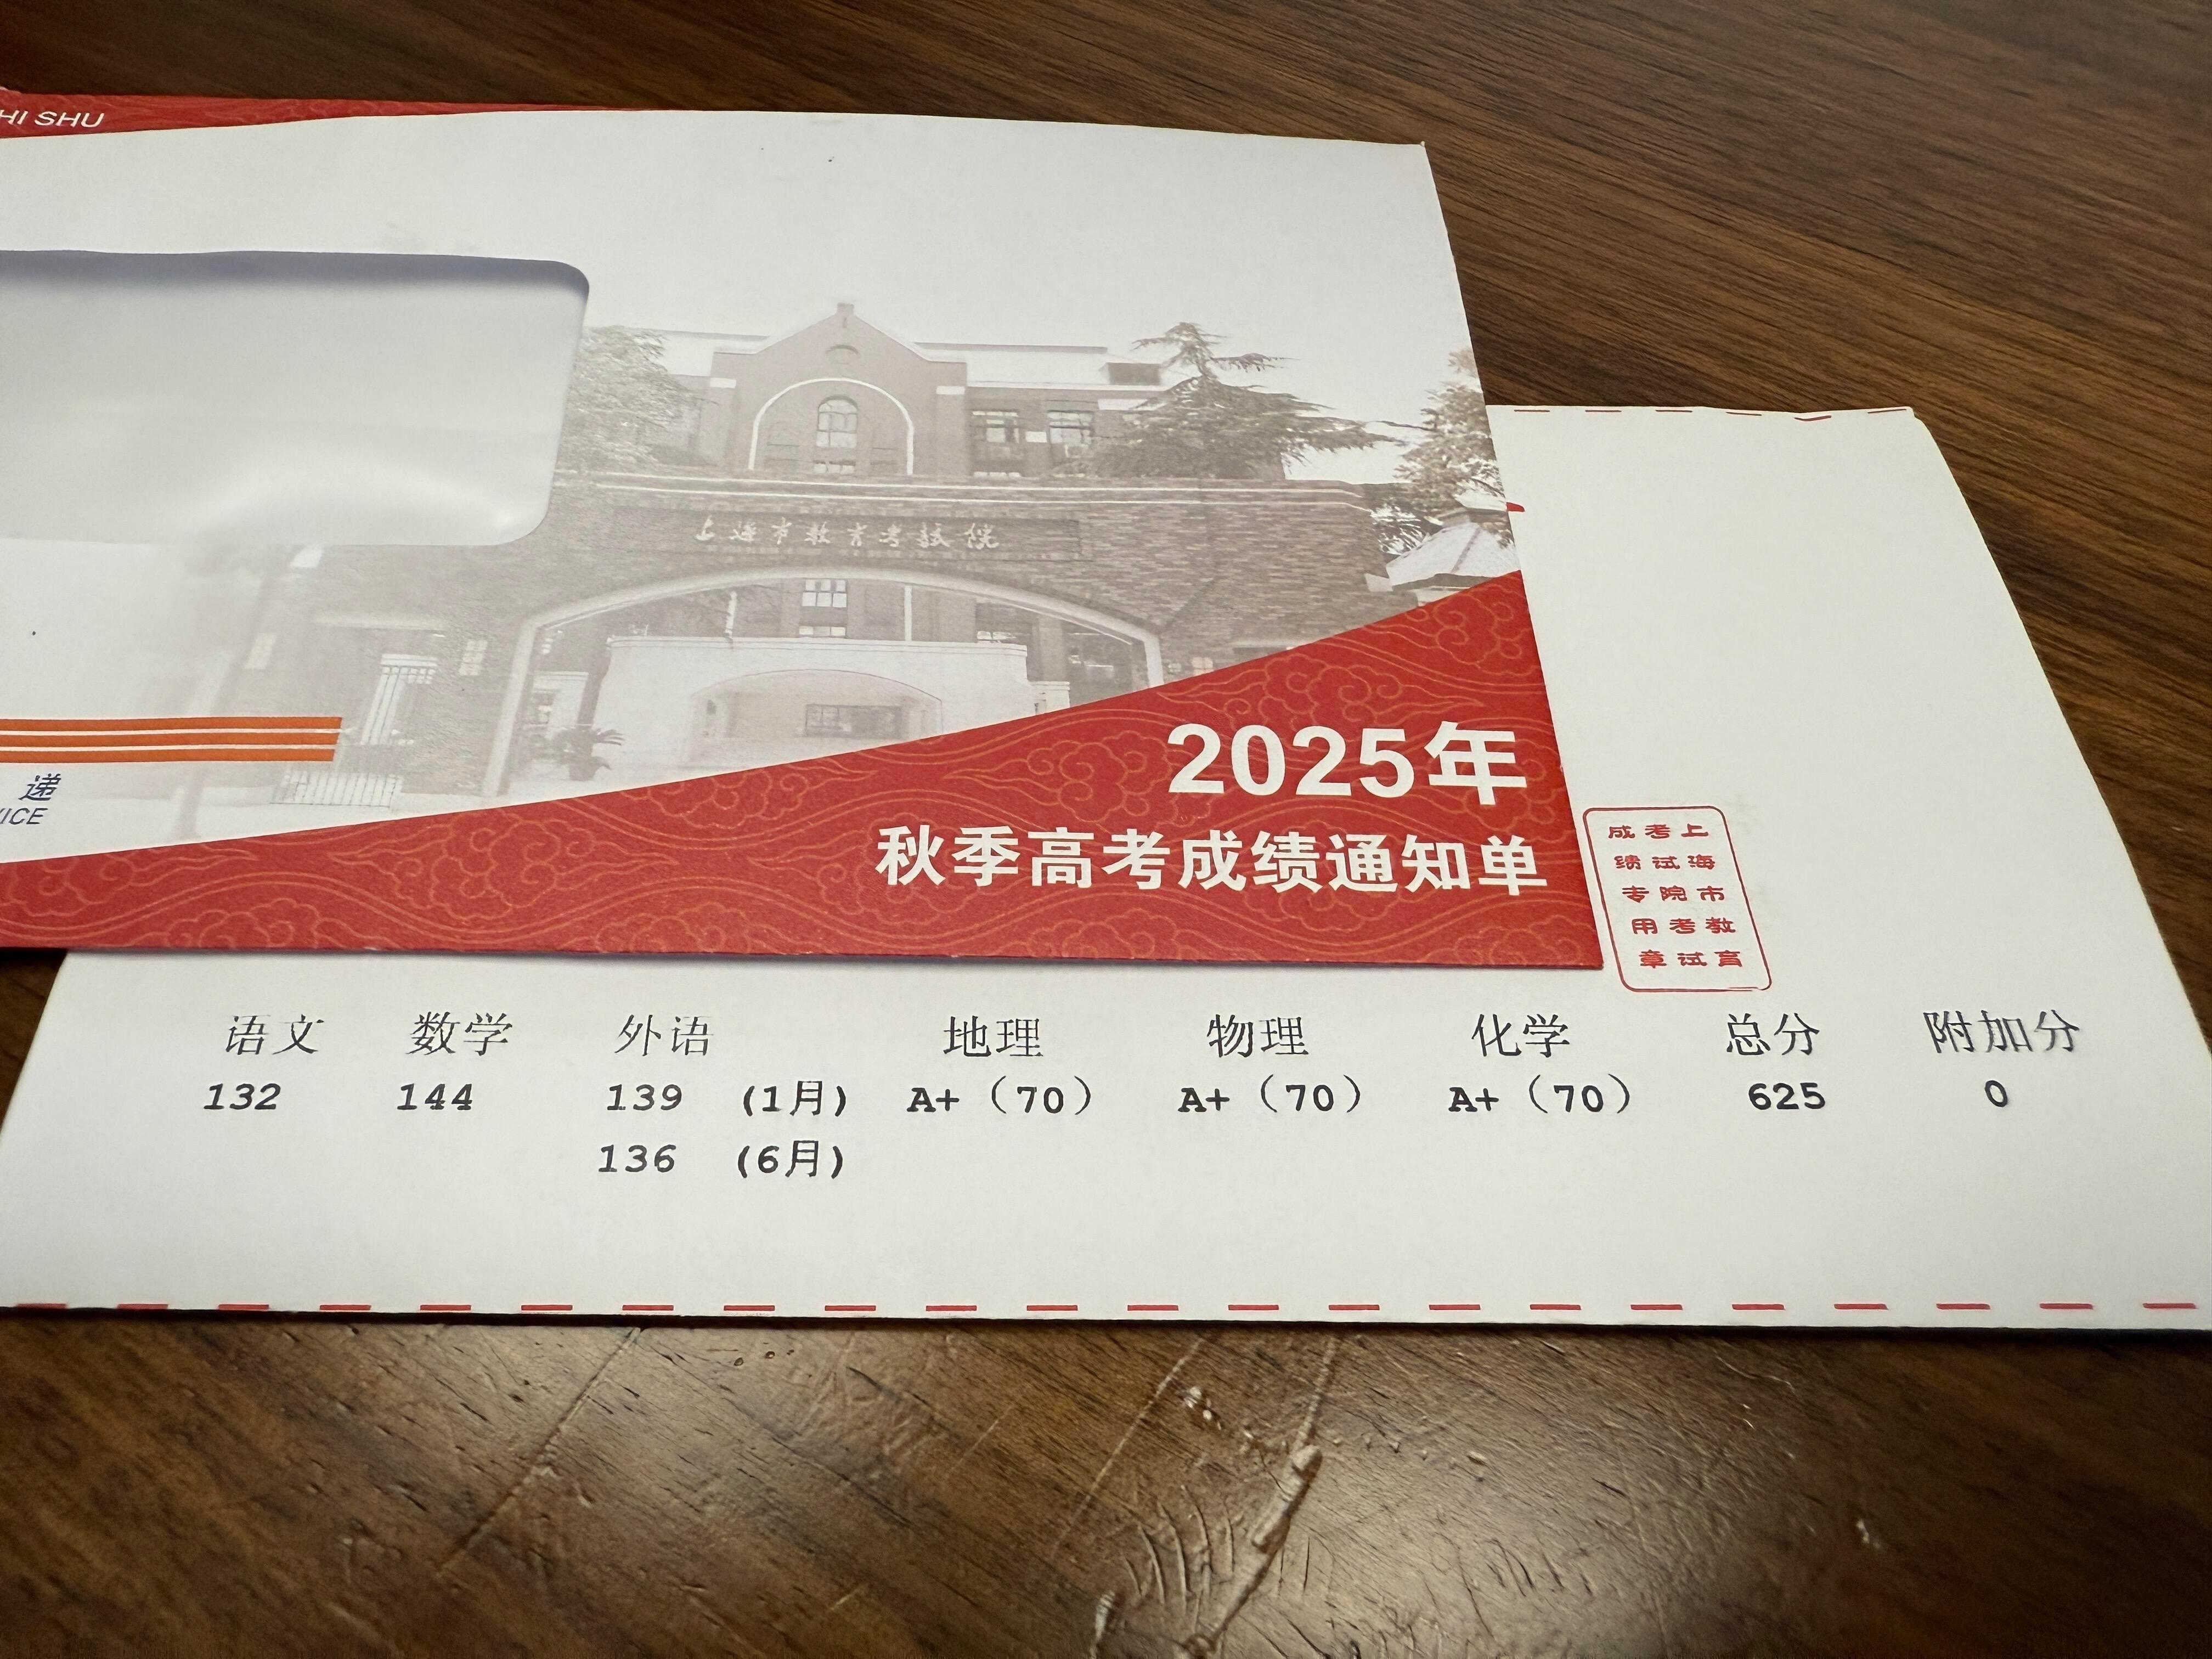 HI SHU
上海市教育考试院
递
VICE
2025年
秋季高考成绩通知单
上海市教育
考试院考试
成绩专用章
语文 数学 外语 地理 物理 化学 总分 附加分
132 144 139 (1月) A+（70） A+（70） A+（70） 625 0
136 (6月)